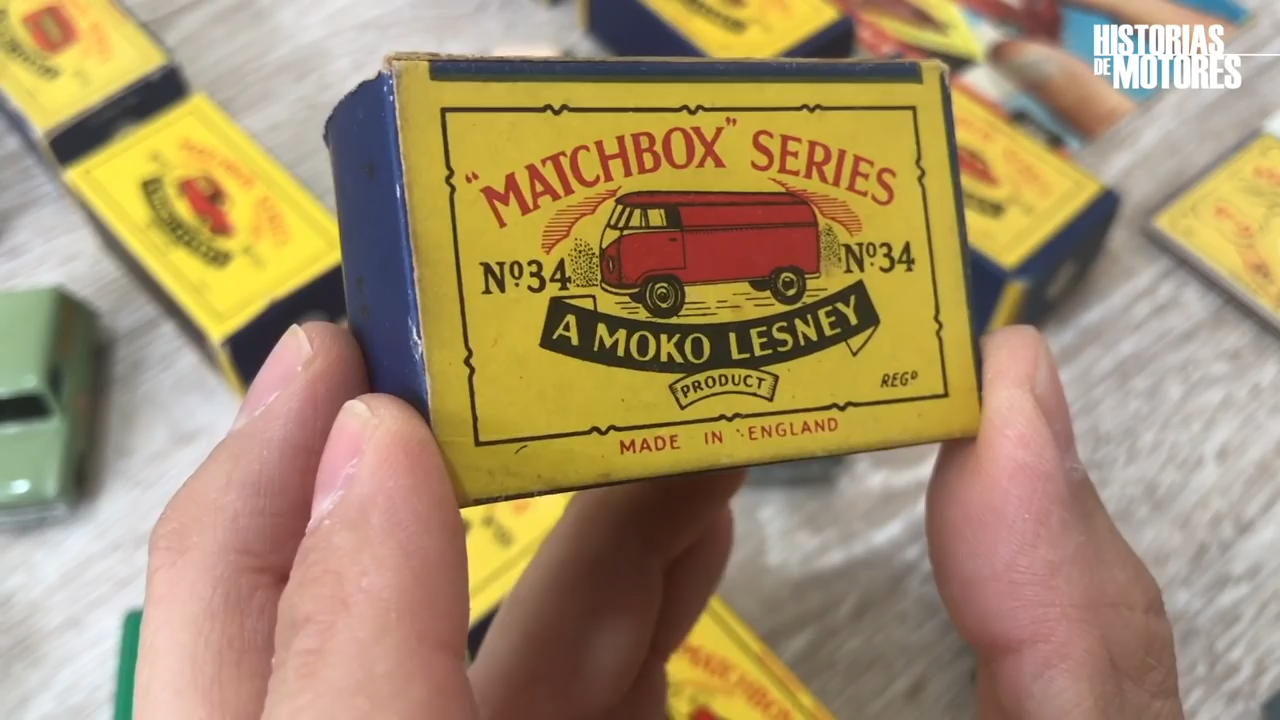 HISTORIAS
DE MOTORES
"MATCHBOX" SERIES
Nº34 Nº34
A MOKO LESNEY
PRODUCT
REGD
MADE IN ENGLAND